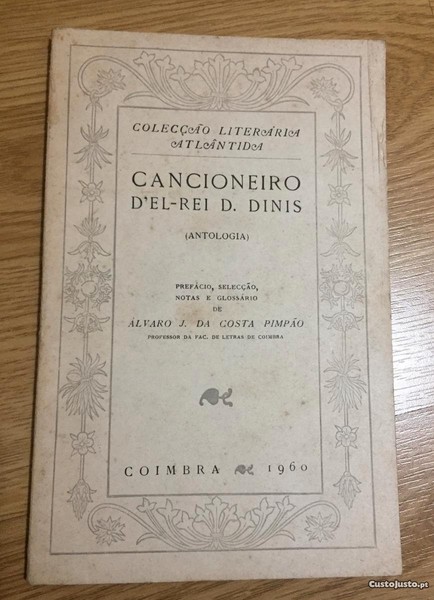 COLECÇÃO LITERÁRIA
ATLÂNTIDA
CANCIONEIRO
D'EL-REI D. DINIS
(ANTOLOGIA)
PREFÁCIO, SELECÇÃO,
NOTAS E GLOSSÁRIO
DE
ÁLVARO J. DA COSTA PIMPÃO
PROFESSOR DA FAC. DE LETRAS DE COIMBRA
COIMBRA 1960
CustoJusto.pt